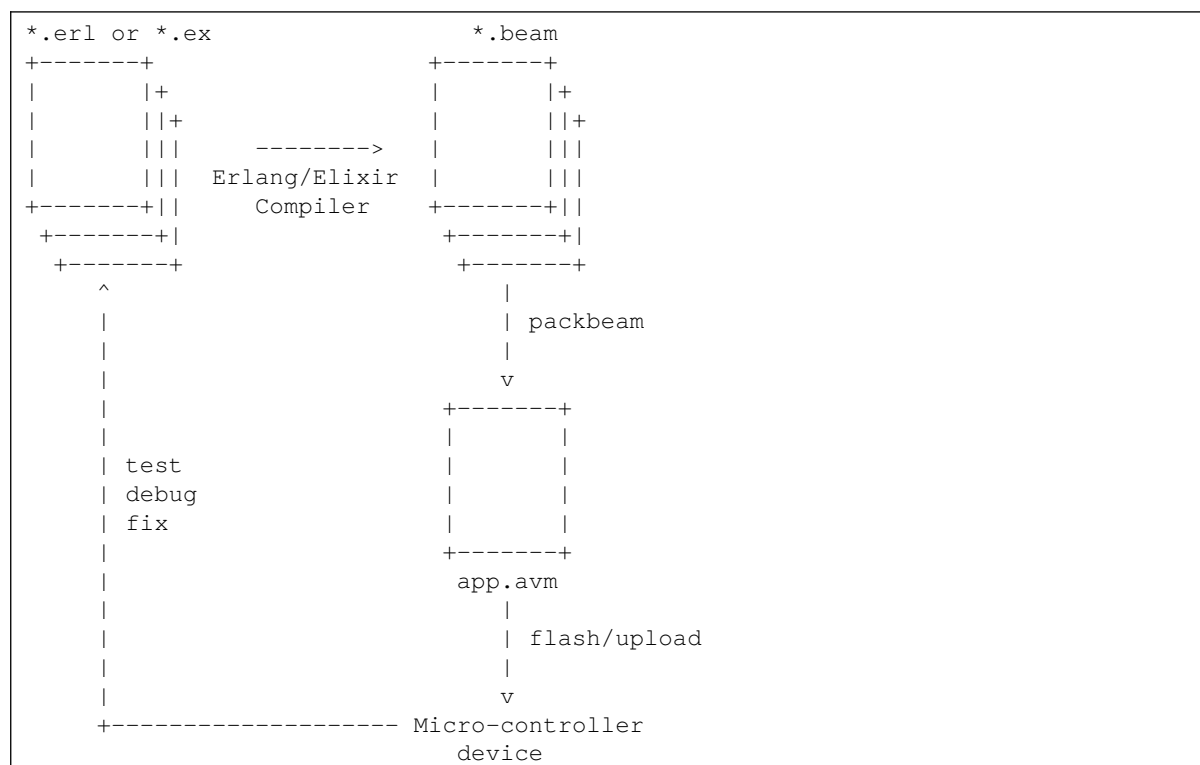 *.erl or *.ex                  *.beam
+-------+                   +-------+
|       |+                  |       |+
|       ||+                 |       ||+
|       |||     -------->   |       |||
|       |||  Erlang/Elixir  |       |||
+-------+||     Compiler    +-------+||
 +-------+|                  +-------+|
  +-------+                   +-------+
     ^                           |
     |                           | packbeam
     |                           |
     |                           v
     |                       +-------+
     |                       |       |
     | test                  |       |
     | debug                 |       |
     | fix                   |       |
     |                       +-------+
     |                        app.avm
     |                           |
     |                           | flash/upload
     |                           |
     |                           v
     +-------------------- Micro-controller
                              device